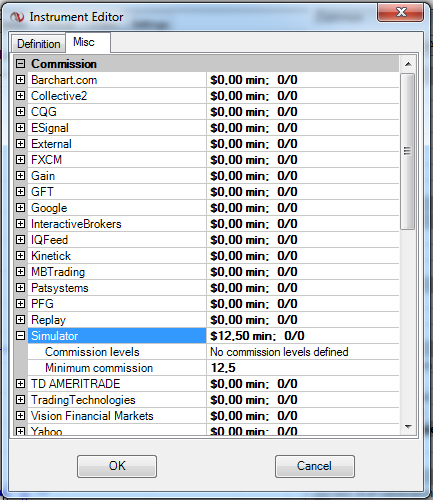 Instrument Editor
Definition Misc
Commission
Barchart.com $0,00 min; 0/0
Collective2 $0,00 min; 0/0
CQG $0,00 min; 0/0
ESignal $0,00 min; 0/0
External $0,00 min; 0/0
FXCM $0,00 min; 0/0
Gain $0,00 min; 0/0
GFT $0,00 min; 0/0
Google $0,00 min; 0/0
InteractiveBrokers $0,00 min; 0/0
IQFeed $0,00 min; 0/0
Kinetick $0,00 min; 0/0
MBTrading $0,00 min; 0/0
Patsystems $0,00 min; 0/0
PFG $0,00 min; 0/0
Replay $0,00 min; 0/0
Simulator $12,50 min; 0/0
Commission levels No commission levels defined
Minimum commission 12,5
TD AMERITRADE $0,00 min; 0/0
TradingTechnologies $0,00 min; 0/0
Vision Financial Markets $0,00 min; 0/0
Yahoo $0,00 min; 0/0
OK Cancel